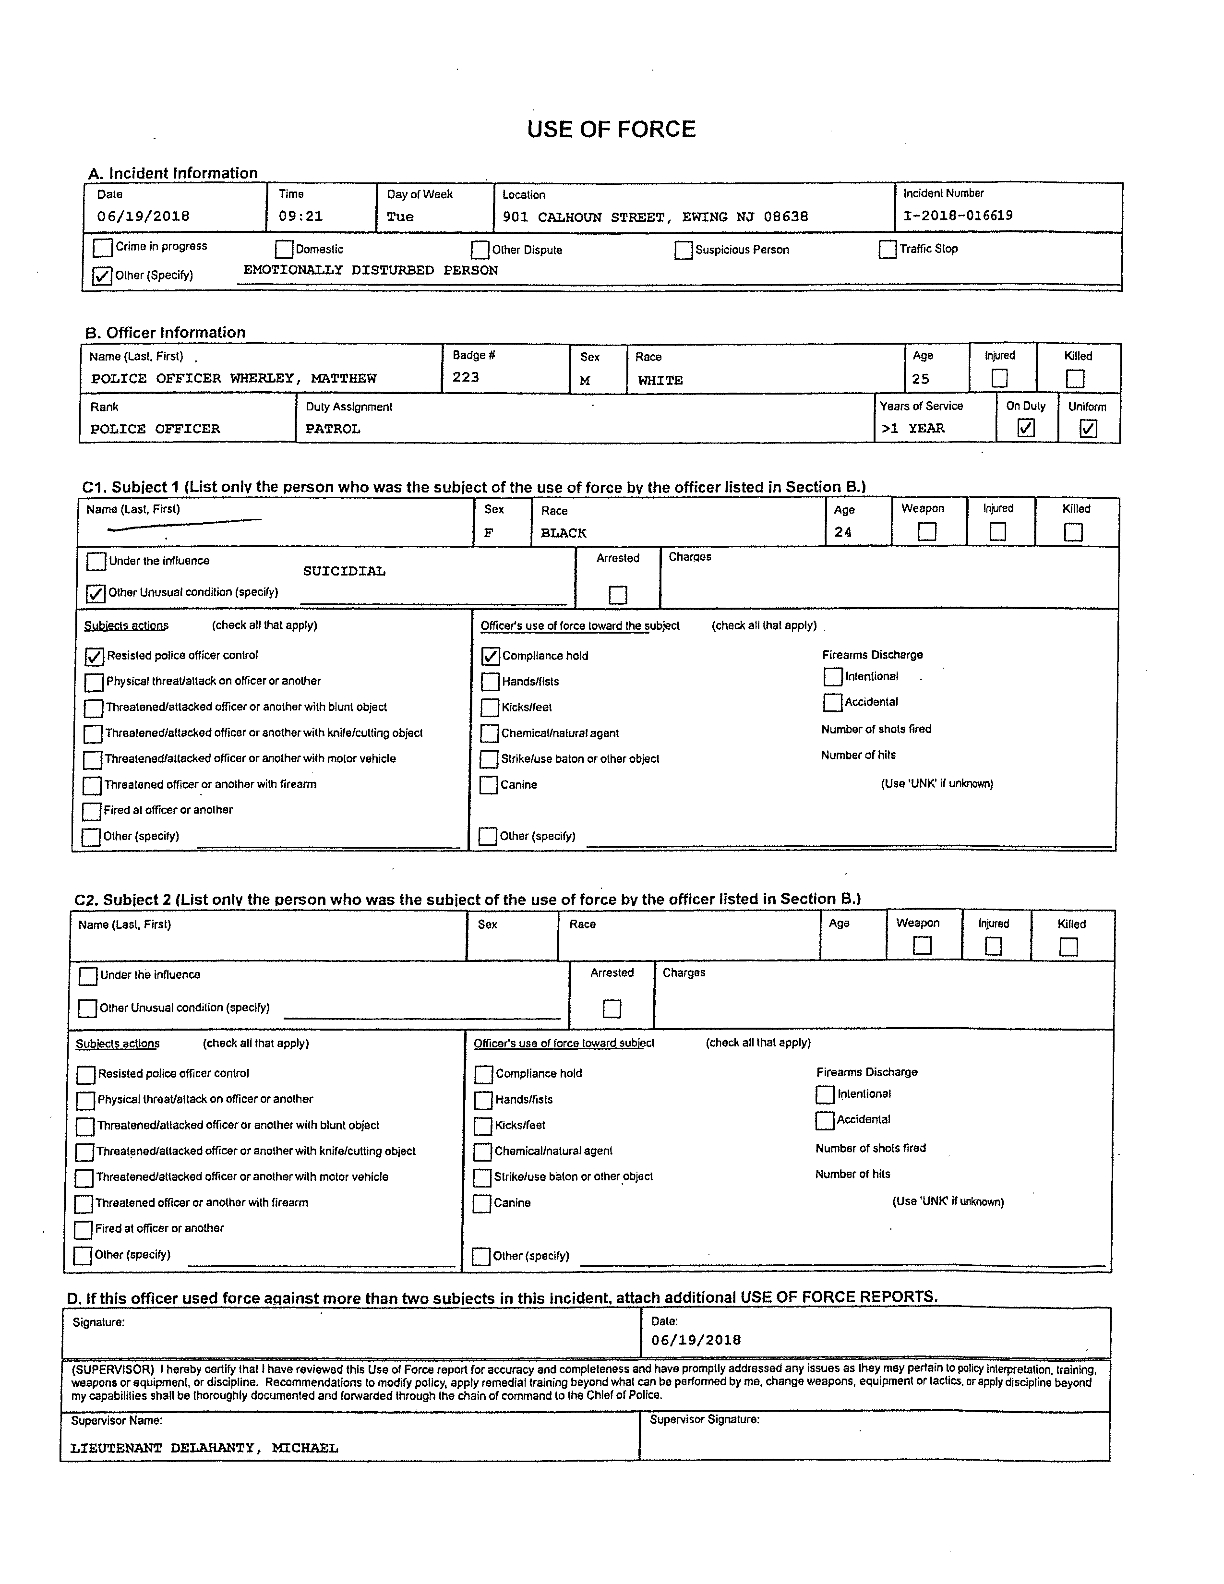 USE OF FORCE
A. Incident Information
Date Time Day of Week Location Incident Number
06/19/2018 09:21 Tue 901 CALHOUN STREET, EWING NJ 08638 I-2018-016619
Crime in progress Domestic Other Dispute Suspicious Person Traffic Stop
Other (Specify) EMOTIONALLY DISTURBED PERSON
B. Officer Information
Name (Last, First) Badge # Sex Race Age Injured Killed
POLICE OFFICER WHERLEY, MATTHEW 223 M WHITE 25
Rank Duty Assignment Years of Service On Duty Uniform
POLICE OFFICER PATROL >1 YEAR
C1. Subject 1 (List only the person who was the subject of the use of force by the officer listed in Section B.)
Name (Last, First) Sex Race Age Weapon Injured Killed
F BLACK 24
Under the influence Arrested Charges
SUICIDIAL
Other Unusual condition (specify)
Subjects actions (check all that apply) Officer's use of force toward the subject (check all that apply)
Resisted police officer control Compliance hold Firearms Discharge
Physical threat/attack on officer or another Hands/fists Intentional
Threatened/attacked officer or another with blunt object Kicks/feet Accidental
Threatened/attacked officer or another with knife/cutting object Chemical/natural agent Number of shots fired
Threatened/attacked officer or another with motor vehicle Strike/use baton or other object Number of hits
Threatened officer or another with firearm Canine (Use 'UNK' if unknown)
Fired at officer or another
Other (specify) Other (specify)
C2. Subject 2 (List only the person who was the subject of the use of force by the officer listed in Section B.)
Name (Last, First) Sex Race Age Weapon Injured Killed
Under the influence Arrested Charges
Other Unusual condition (specify)
Subjects actions (check all that apply) Officer's use of force toward subject (check all that apply)
Resisted police officer control Compliance hold Firearms Discharge
Physical threat/attack on officer or another Hands/fists Intentional
Threatened/attacked officer or another with blunt object Kicks/feet Accidental
Threatened/attacked officer or another with knife/cutting object Chemical/natural agent Number of shots fired
Threatened/attacked officer or another with motor vehicle Strike/use baton or other object Number of hits
Threatened officer or another with firearm Canine (Use 'UNK' if unknown)
Fired at officer or another
Other (specify) Other (specify)
D. If this officer used force against more than two subjects in this incident, attach additional USE OF FORCE REPORTS.
Signature: Date:
06/19/2018
(SUPERVISOR) I hereby certify that I have reviewed this Use of Force report for accuracy and completeness and have promptly addressed any issues as they may pertain to policy interpretation, training,
weapons or equipment, or discipline. Recommendations to modify policy, apply remedial training beyond what can be performed by me, change weapons, equipment or tactics, or apply discipline beyond
my capabilities shall be thoroughly documented and forwarded through the chain of command to the Chief of Police.
Supervisor Name: Supervisor Signature:
LIEUTENANT DELAHANTY, MICHAEL